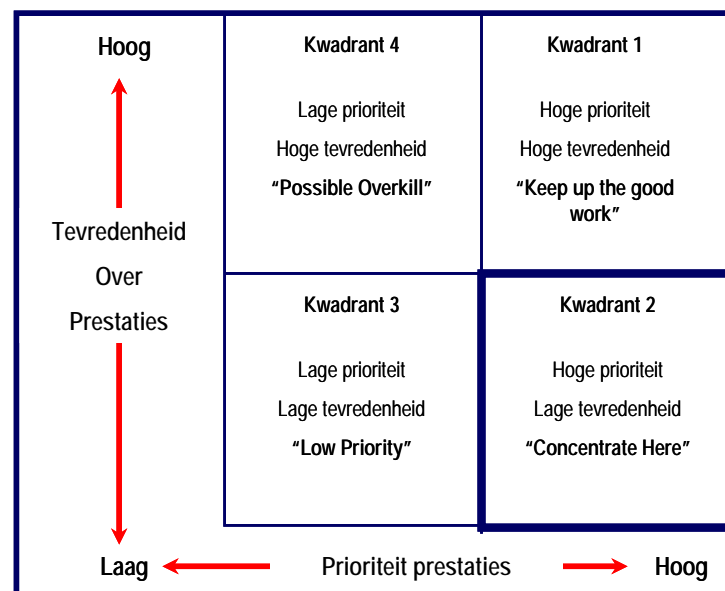 Hoog
Kwadrant 4
Kwadrant 1
Lage prioriteit
Hoge tevredenheid
“Possible Overkill”
Hoge prioriteit
Hoge tevredenheid
“Keep up the good
work”
Tevredenheid
Over
Prestaties
Kwadrant 3
Kwadrant 2
Lage prioriteit
Lage tevredenheid
“Low Priority”
Hoge prioriteit
Lage tevredenheid
“Concentrate Here”
Laag
Prioriteit prestaties
Hoog